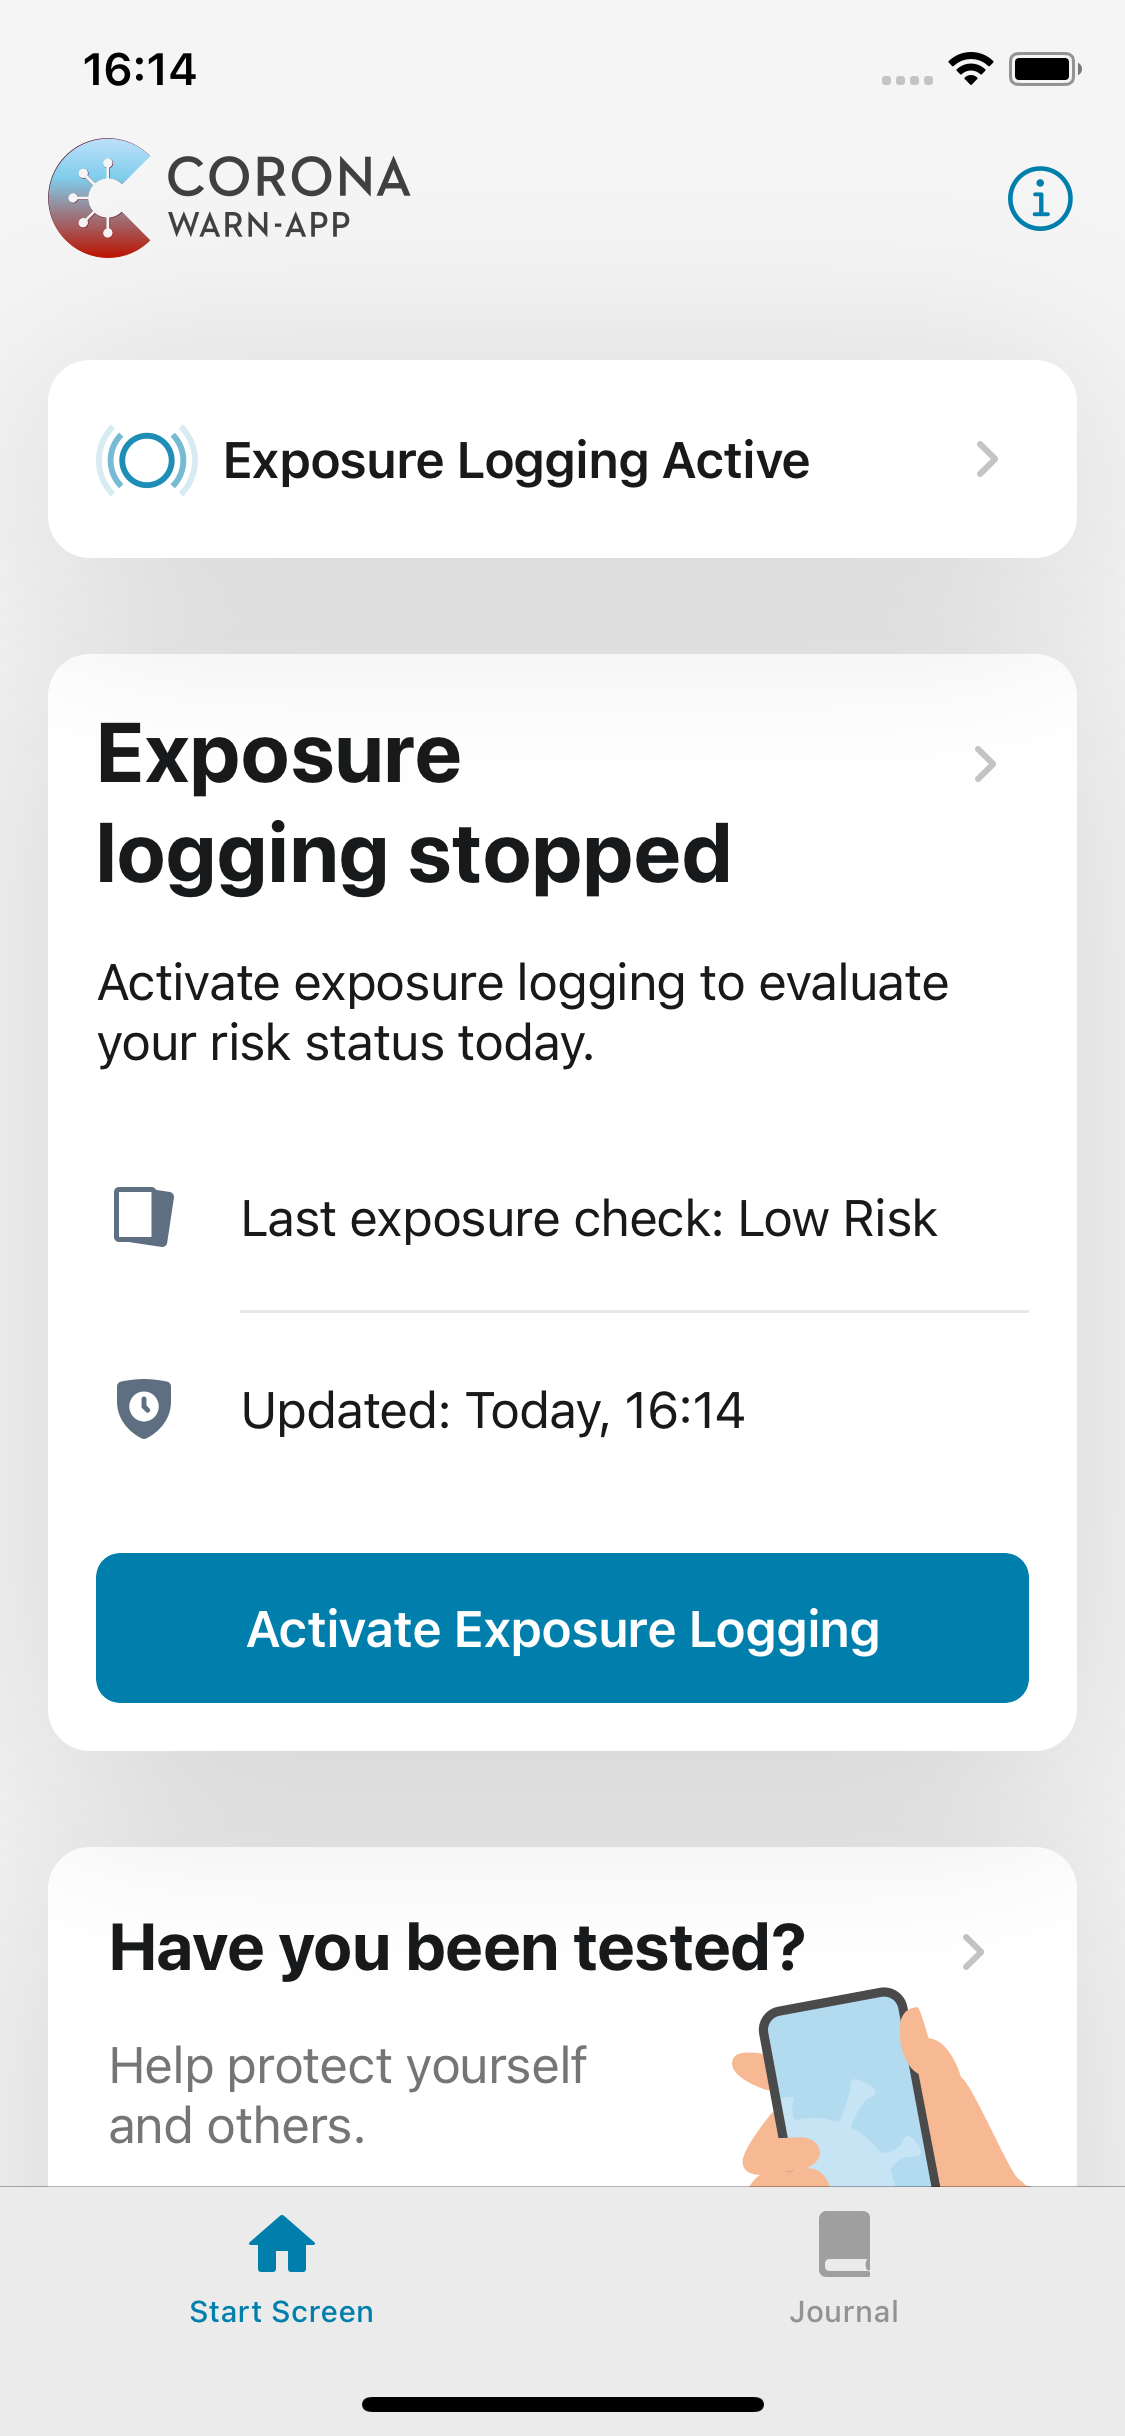 16:14
CORONA
WARN-APP
Exposure Logging Active
Exposure
logging stopped
Activate exposure logging to evaluate
your risk status today.
Last exposure check: Low Risk
Updated: Today, 16:14
Activate Exposure Logging
Have you been tested?
Help protect yourself
and others.
Start Screen
Journal